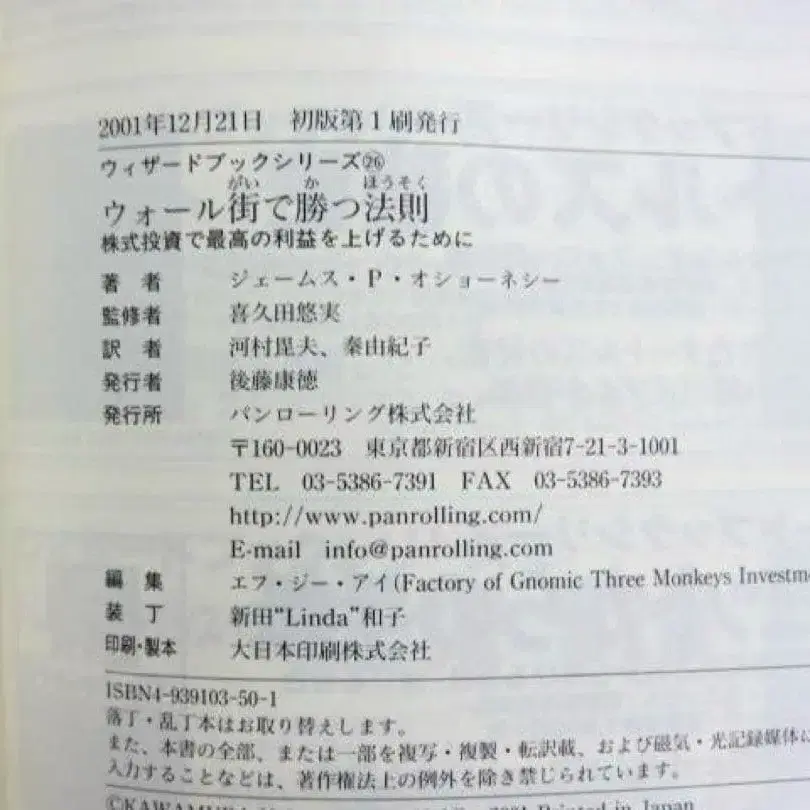 2001年12月21日　初版第1刷発行
ウィザードブックシリーズ㉖
がい　か　ほうそく
ウォール街で勝つ法則
株式投資で最高の利益を上げるために
著　者　ジェームス・P・オショーネシー
監修者　喜久田悠実
訳　者　河村毘夫、秦由紀子
発行者　後藤康徳
発行所　パンローリング株式会社
〒160-0023　東京都新宿区西新宿7-21-3-1001
TEL　03-5386-7391　FAX　03-5386-7393
http://www.panrolling.com/
E-mail　info@panrolling.com
編　集　エフ・ジー・アイ(Factory of Gnomic Three Monkeys Investme
装　丁　新田“Linda”和子
印刷・製本　大日本印刷株式会社
ISBN4-939103-50-1
落丁・乱丁本はお取り替えします。
また、本書の全部、または一部を複写・複製・転訳載、および磁気・光記録媒体に
入力することなどは、著作権法上の例外を除き禁じられています。
Printed in Japan